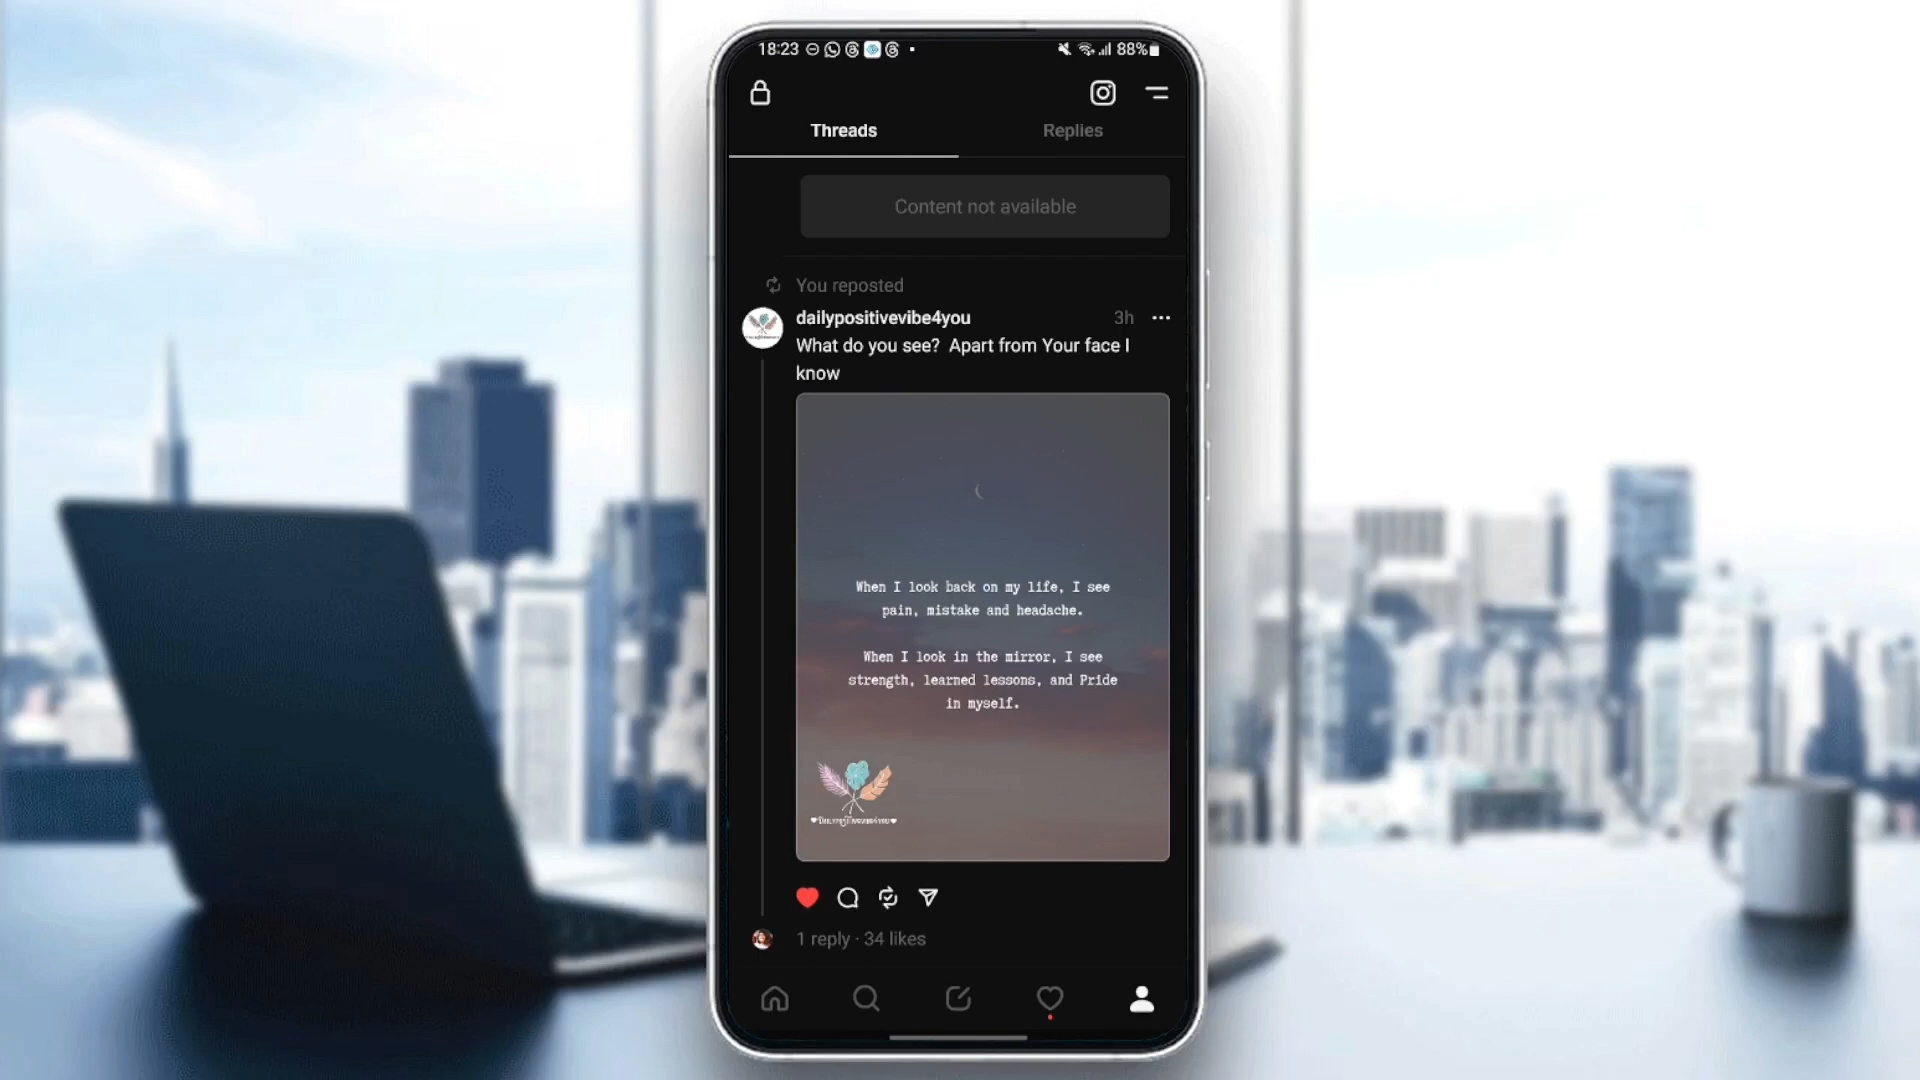 18:23 88%
Threads Replies
Content not available
You reposted
dailypositivevibe4you 3h
What do you see? Apart from Your face I
know
When I look back on my life, I see
pain, mistake and headache.
When I look in the mirror, I see
strength, learned lessons, and Pride
in myself.
1 reply · 34 likes